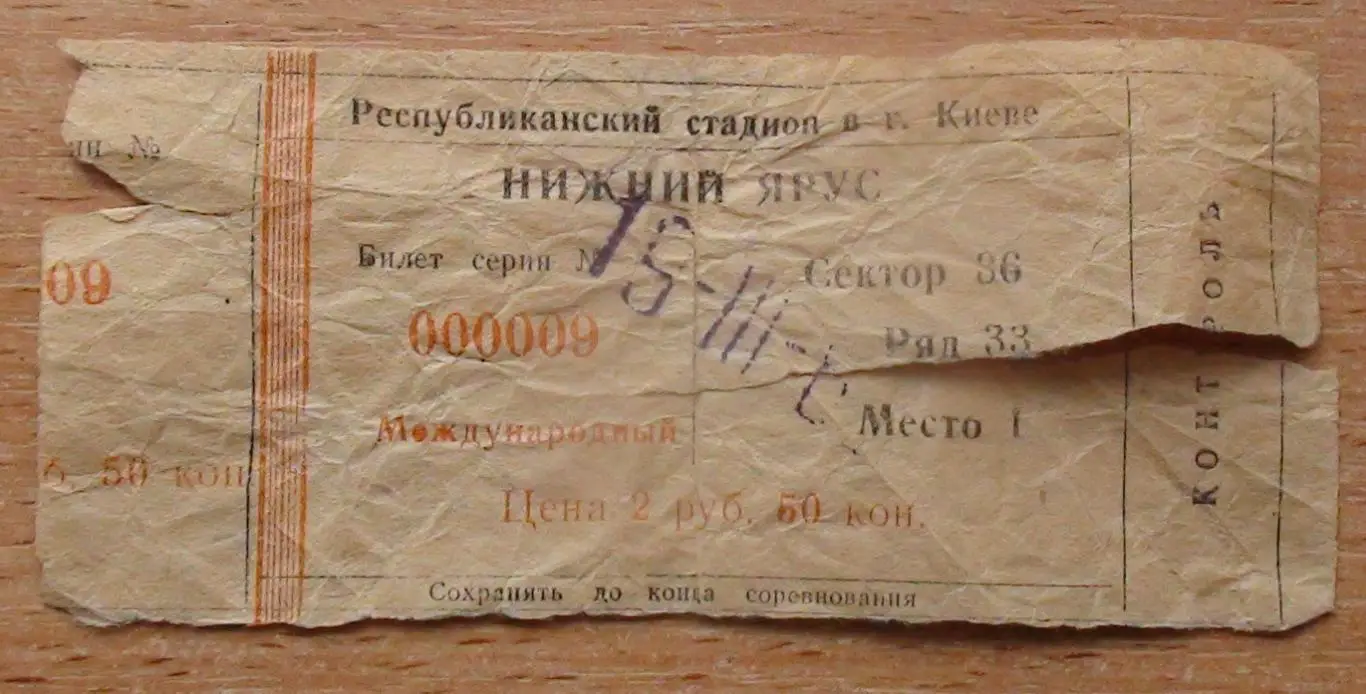 Республиканский стадион в г. Киеве
НИЖНИЙ ЯРУС
№
Билет серии №
Сектор 36
09
000009
Ряд 33
Международный
Место 1
50 коп
Цена 2 руб. 50 коп.
Сохранять до конца соревнования
КОНТРОЛЬ